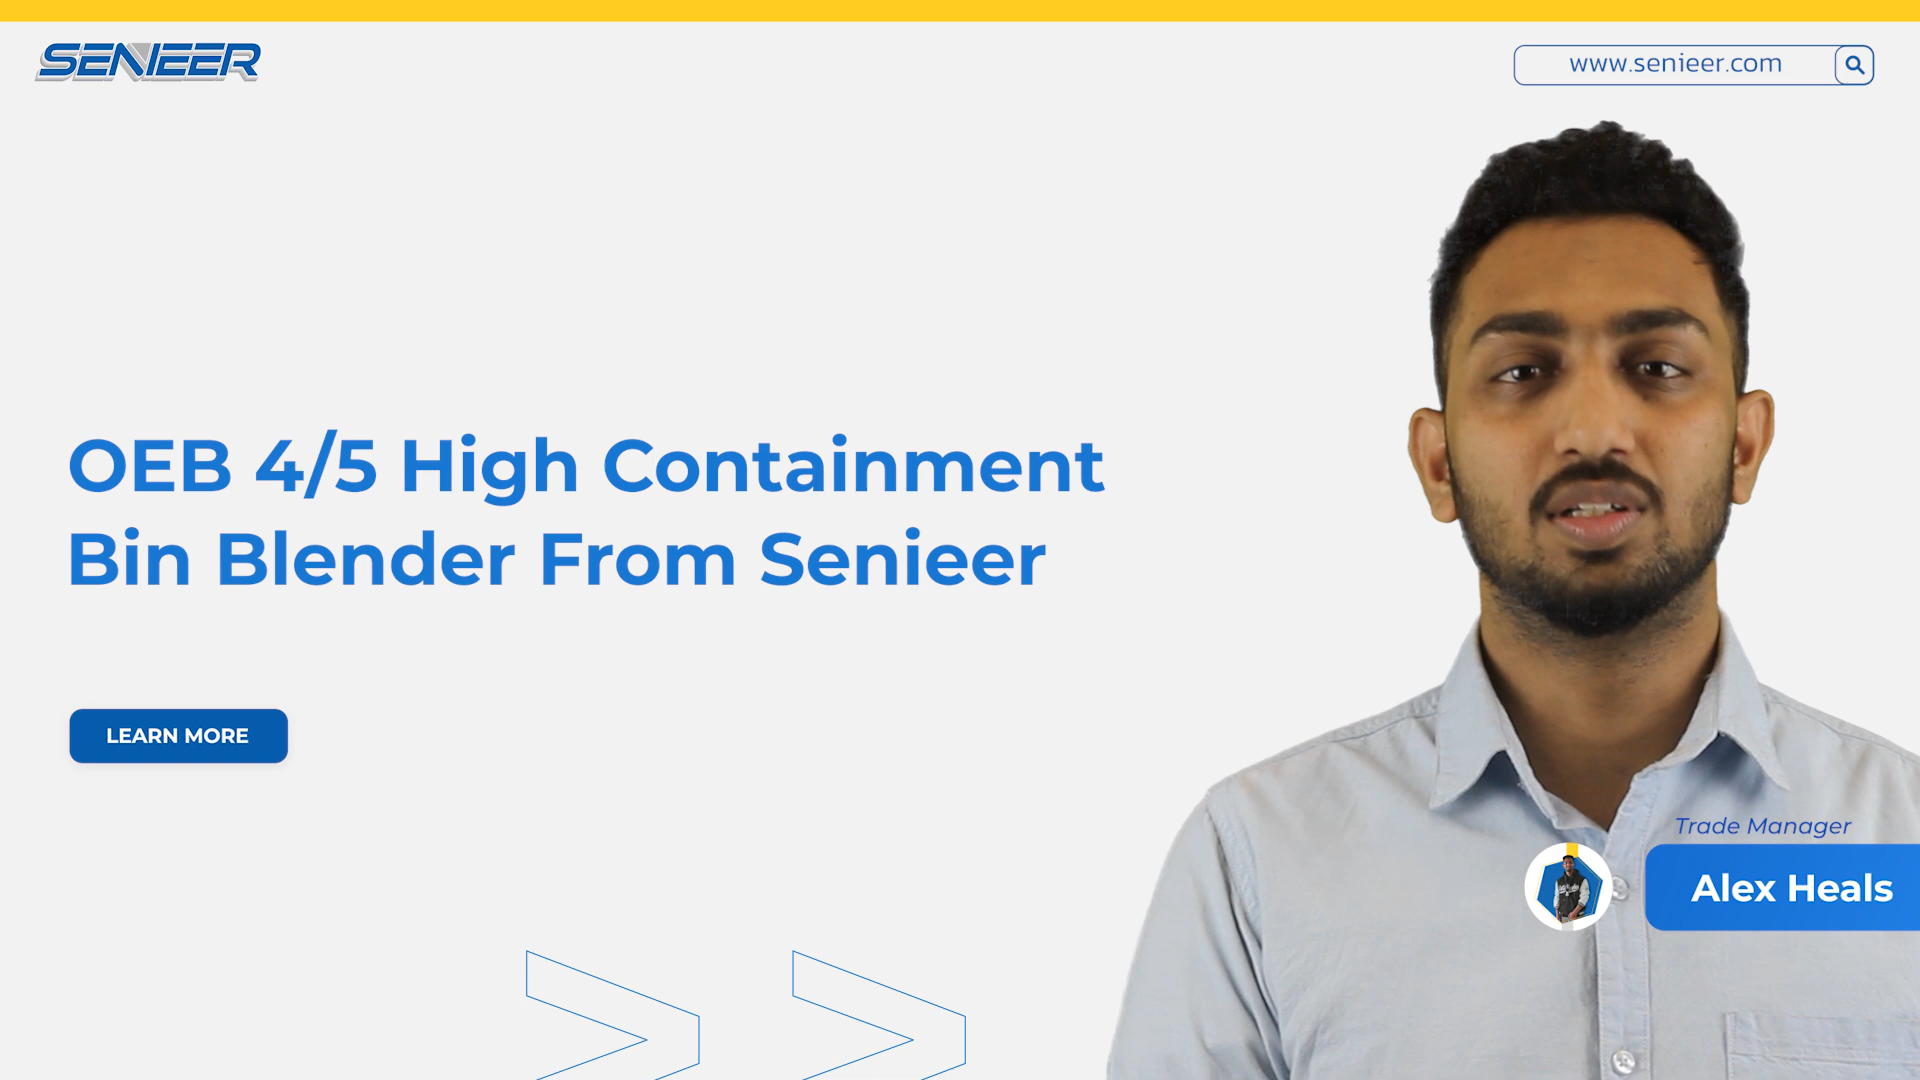 SENIEER
www.senieer.com
OEB 4/5 High Containment
Bin Blender From Senieer
LEARN MORE
Trade Manager
Alex Heals